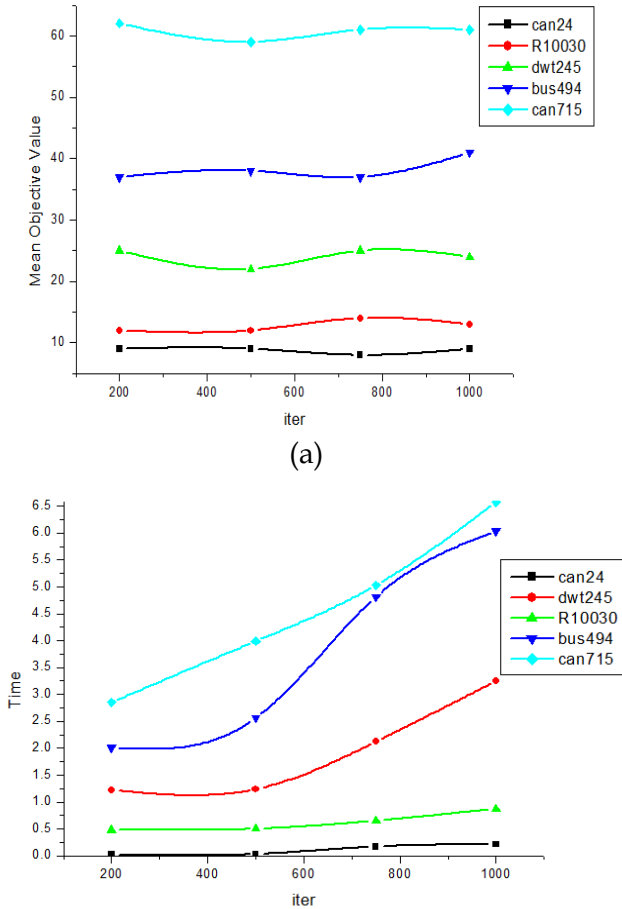 60
50
40
30
20
10
Mean Objective Value
200 400 600 800 1000
iter
can24
R10030
dwt245
bus494
can715
(a)
6.5
6.0
5.5
5.0
4.5
4.0
3.5
3.0
2.5
2.0
1.5
1.0
0.5
0.0
Time
200 400 600 800 1000
iter
can24
dwt245
R10030
bus494
can715